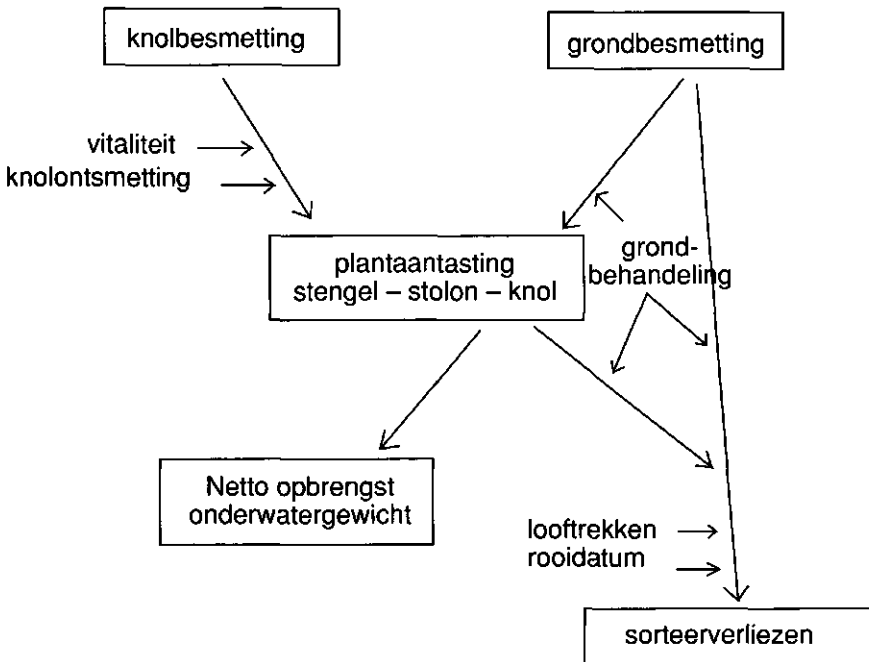 knolbesmetting
grondbesmetting
vitaliteit
knolontsmetting
plantaantasting
stengel – stolon – knol
grond-
behandeling
Netto opbrengst
onderwatergewicht
looftrekken
rooidatum
sorteerverliezen